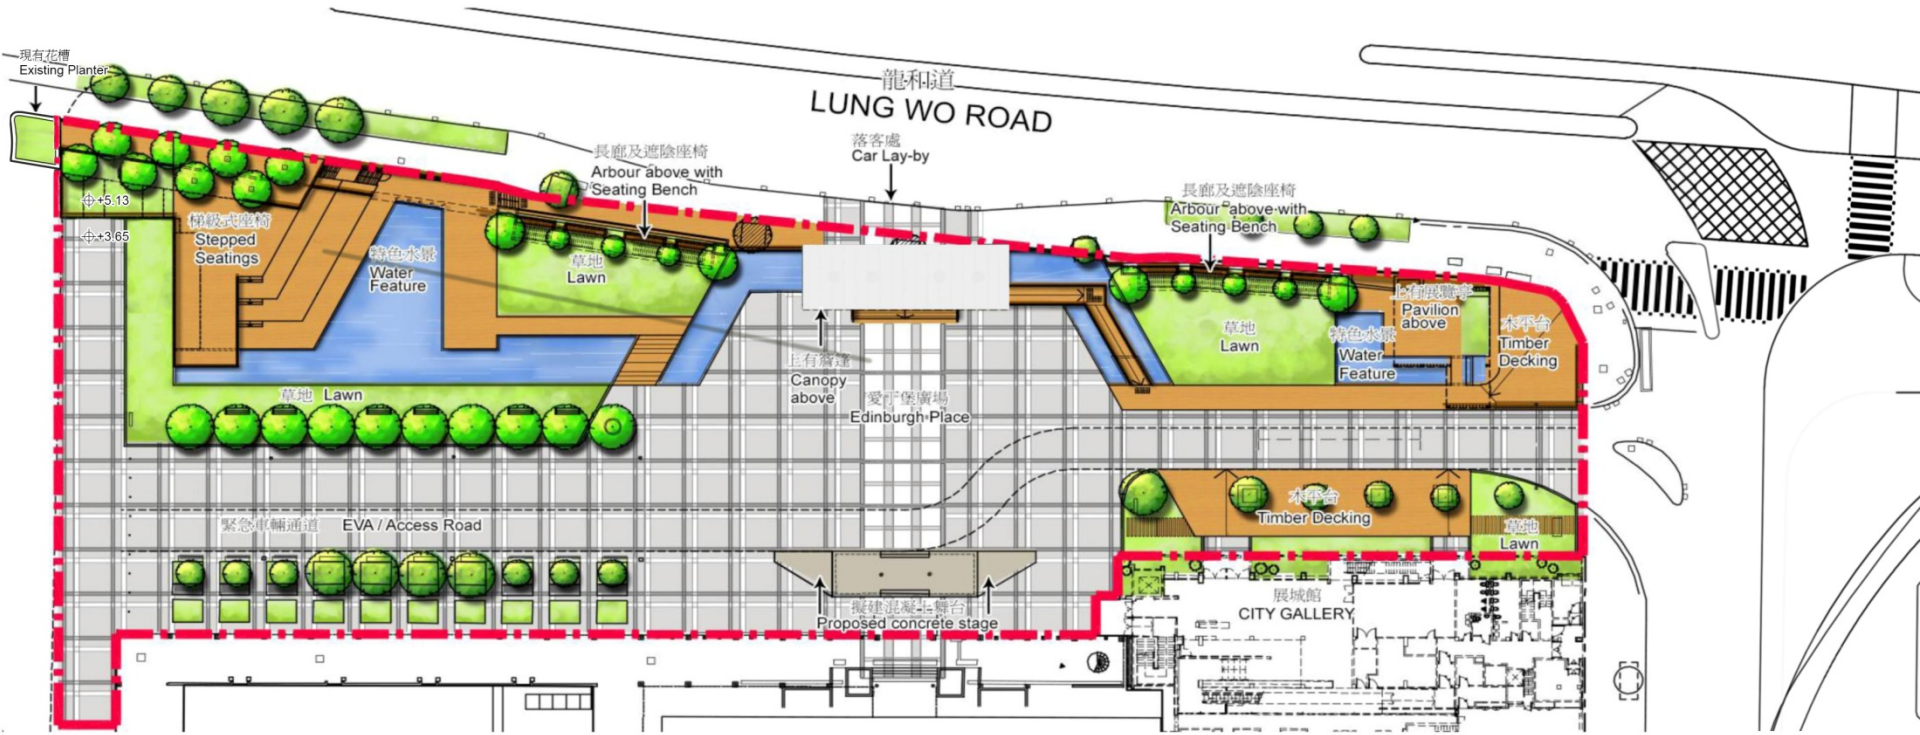 現有花槽
Existing Planter
龍和道
LUNG WO ROAD
落客處
Car Lay-by
長廊及遮陰座椅
Arbour above with
Seating Bench
長廊及遮陰座椅
Arbour above with
Seating Bench
+5.13
+3.65
梯級式座椅
Stepped
Seatings
特色水景
Water
Feature
草地
Lawn
上有簷篷
Canopy
above
草地
Lawn
上有展覽亭
Pavilion
above
特色水景
Water
Feature
木平台
Timber
Decking
草地 Lawn
愛丁堡廣場
Edinburgh Place
緊急車輛通道 EVA / Access Road
木平台
Timber Decking
草地
Lawn
擬建混凝土舞台
Proposed concrete stage
展城館
CITY GALLERY